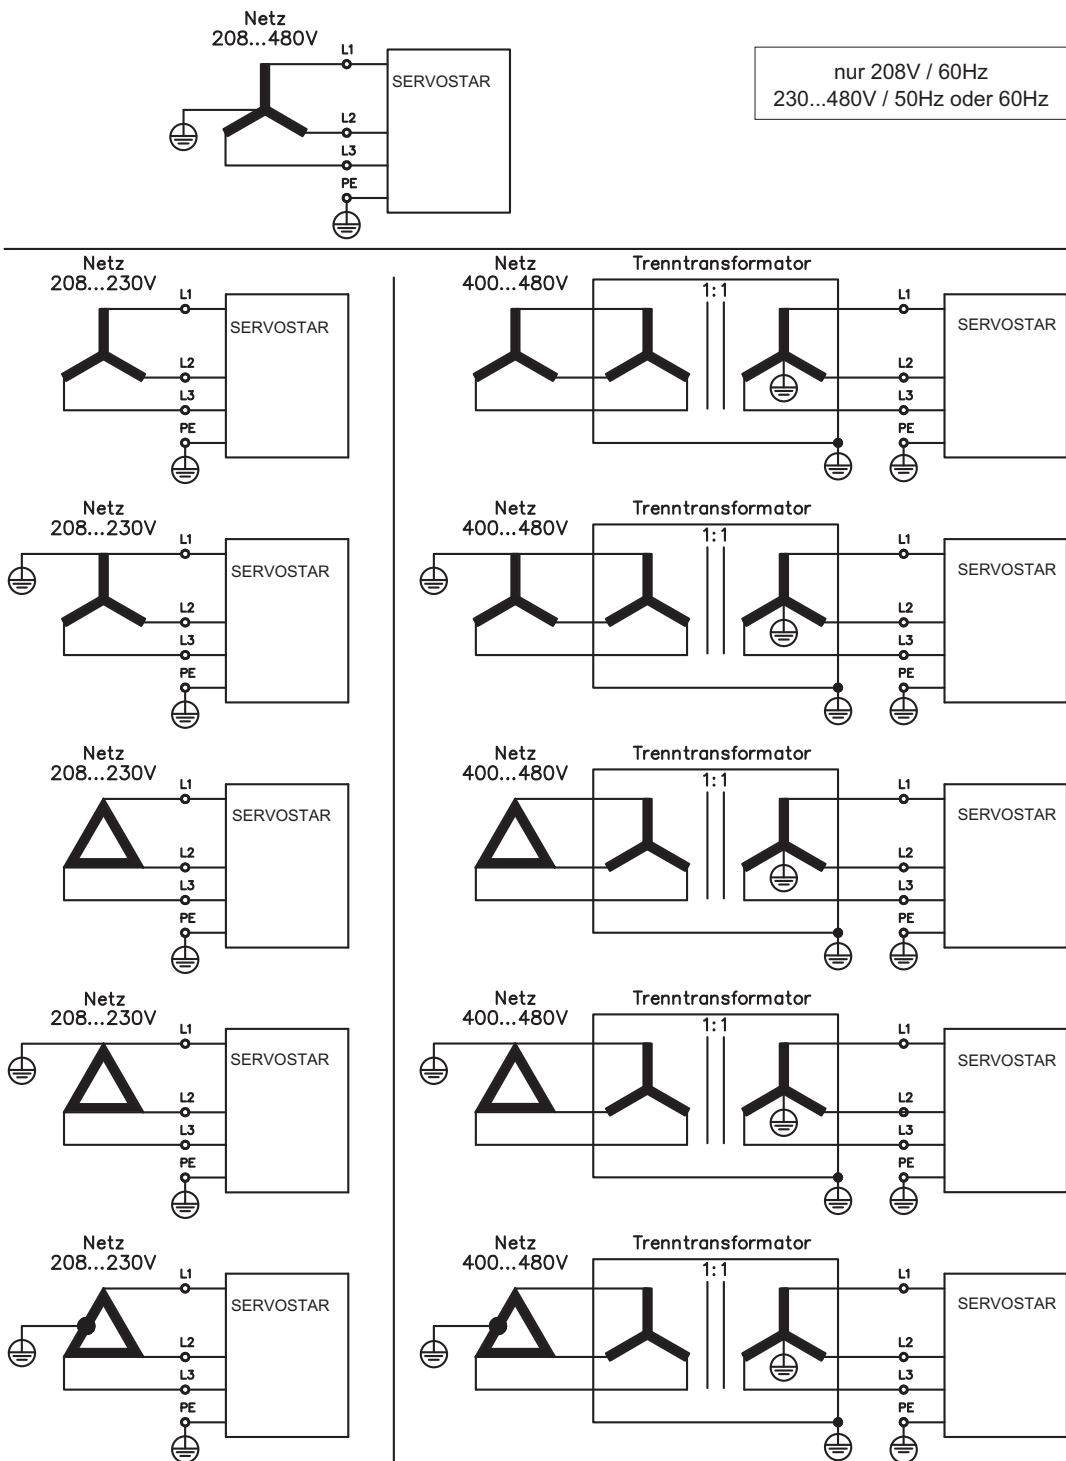 Netz
208...480V
L1
SERVOSTAR
L2
L3
PE
nur 208V / 60Hz
230...480V / 50Hz oder 60Hz
Netz
208...230V
L1
SERVOSTAR
L2
L3
PE
Netz
400...480V
Trenntransformator
1:1
L1
SERVOSTAR
L2
L3
PE
Netz
208...230V
L1
SERVOSTAR
L2
L3
PE
Netz
400...480V
Trenntransformator
1:1
L1
SERVOSTAR
L2
L3
PE
Netz
208...230V
L1
SERVOSTAR
L2
L3
PE
Netz
400...480V
Trenntransformator
1:1
L1
SERVOSTAR
L2
L3
PE
Netz
208...230V
L1
SERVOSTAR
L2
L3
PE
Netz
400...480V
Trenntransformator
1:1
L1
SERVOSTAR
L2
L3
PE
Netz
208...230V
L1
SERVOSTAR
L2
L3
PE
Netz
400...480V
Trenntransformator
1:1
L1
SERVOSTAR
L2
L3
PE